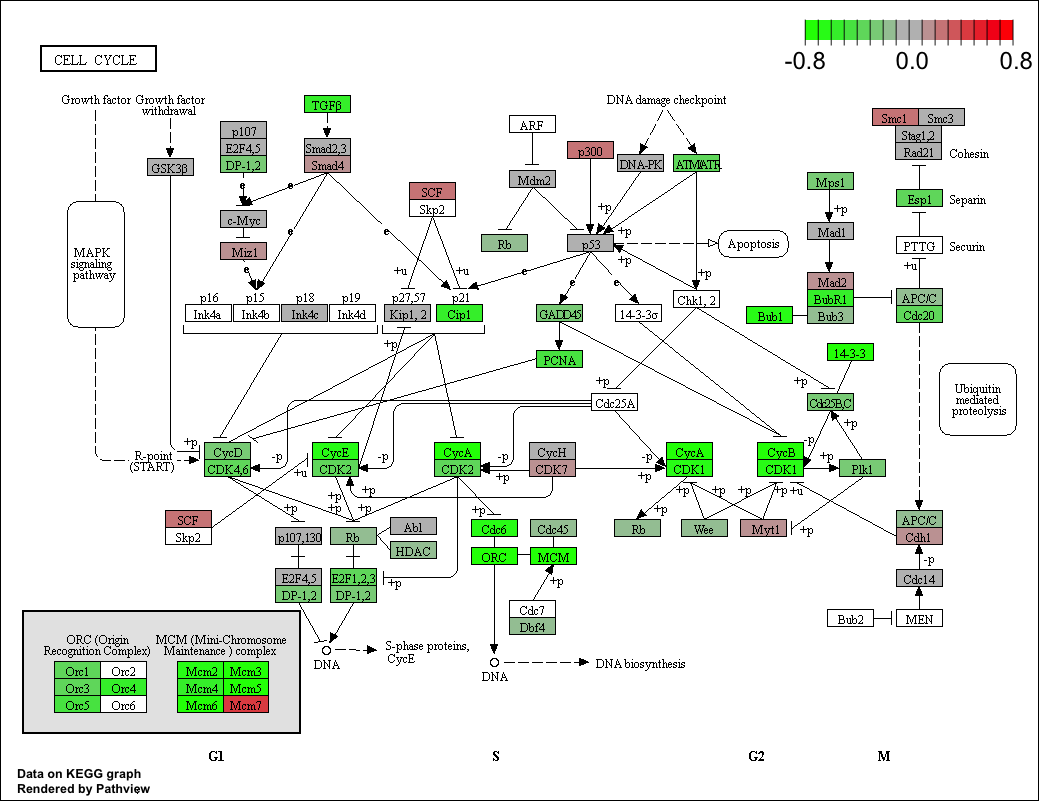 -0.8 0.0 0.8
CELL CYCLE
Growth factor
Growth factor
withdrawal
TGFβ
DNA damage checkpoint
ARF
p300
Smc1 Smc3
Stag1,2
Rad21
Cohesin
p107
E2F4,5
DP-1,2
Smad2,3
Smad4
GSK3β
DNA-PK
ATM/ATR
Mdm2
SCF
Skp2
Mps1
Esp1
Separin
e
e
+p
+p
c-Myc
Miz1
e
e
e
Rb
p53
+p
+p
Apoptosis
Mad1
PTTG
Securin
MAPK
signaling
pathway
+u
+u
e
e
e
+p
+u
Mad2
BubR1
Bub3
Bub1
APC/C
Cdc20
p16
Ink4a
p15
Ink4b
p18
Ink4c
p19
Ink4d
p27,57
Kip1, 2
p21
Cip1
Chk1, 2
GADD45
14-3-3σ
+p
PCNA
14-3-3
+p
+p
Cdc25A
Cdc25B,C
Ubiquitin
mediated
proteolysis
R-point
(START)
+p
CycD
CDK4,6
-p
+u
CycE
CDK2
-p
+p
CycA
CDK2
-p
+p
CycH
CDK7
-p
+p
CycA
CDK1
CycB
CDK1
-p
+p
+p
Plk1
+p
+p
+p
+p
+p
+p
+p
+p
+u
SCF
Skp2
p107,130
Rb
Abl
HDAC
Cdc6
Cdc45
ORC
MCM
Rb
Wee
Myt1
+p
APC/C
Cdh1
-p
E2F4,5
DP-1,2
E2F1,2,3
DP-1,2
+p
+p
Cdc14
Cdc7
Dbf4
Bub2
MEN
DNA
S-phase proteins,
CycE
DNA
DNA biosynthesis
ORC (Origin
Recognition Complex)
MCM (Mini-Chromosome
Maintenance ) complex
Orc1 Orc2
Orc3 Orc4
Orc5 Orc6
Mcm2 Mcm3
Mcm4 Mcm5
Mcm6 Mcm7
G1 S G2 M
Data on KEGG graph
Rendered by Pathview